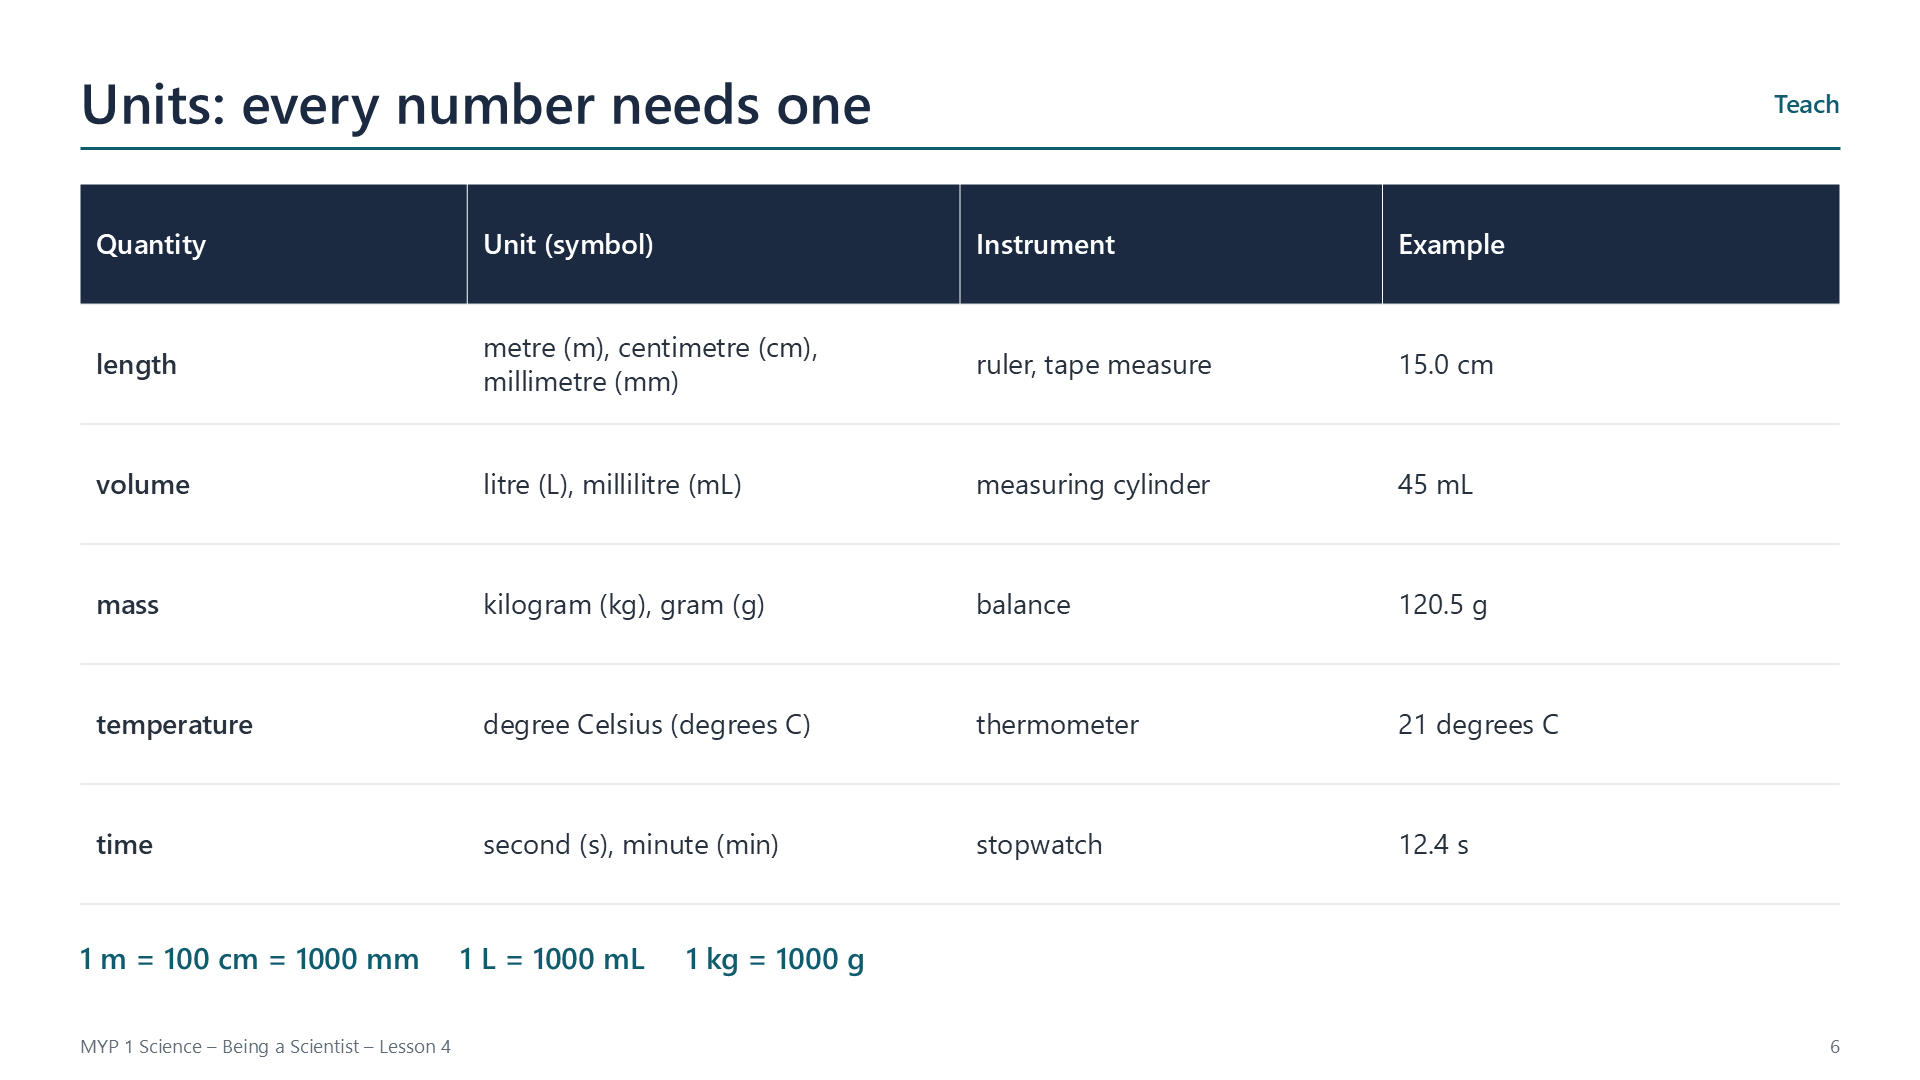 Units: every number needs one
Teach
Quantity
Unit (symbol)
Instrument
Example
length
metre (m), centimetre (cm),
millimetre (mm)
ruler, tape measure
15.0 cm
volume
litre (L), millilitre (mL)
measuring cylinder
45 mL
mass
kilogram (kg), gram (g)
balance
120.5 g
temperature
degree Celsius (degrees C)
thermometer
21 degrees C
time
second (s), minute (min)
stopwatch
12.4 s
1 m = 100 cm = 1000 mm 1 L = 1000 mL 1 kg = 1000 g
MYP 1 Science – Being a Scientist – Lesson 4
6